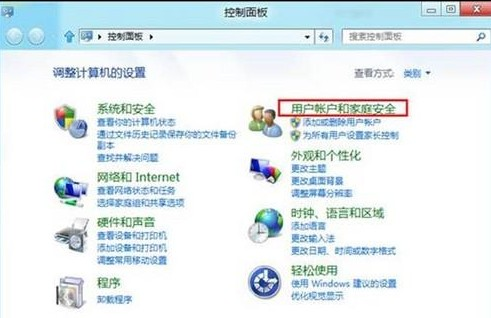 控制面板
控制面板
搜索控制面板
调整计算机的设置
查看方式: 类别
系统和安全
查看你的计算机状态
通过文件历史记录保存你的文件备份
副本
查找并解决问题
网络和 Internet
查看网络状态和任务
选择家庭组和共享选项
硬件和声音
查看设备和打印机
添加设备和打印机
调整常用移动设置
程序
卸载程序
用户帐户和家庭安全
添加或删除用户帐户
为所有用户设置家长控制
外观和个性化
更改主题
更改桌面背景
调整屏幕分辨率
时钟、语言和区域
添加语言
更改输入法
更改日期、时间或数字格式
轻松使用
使用 Windows 建议的设置
优化视觉显示